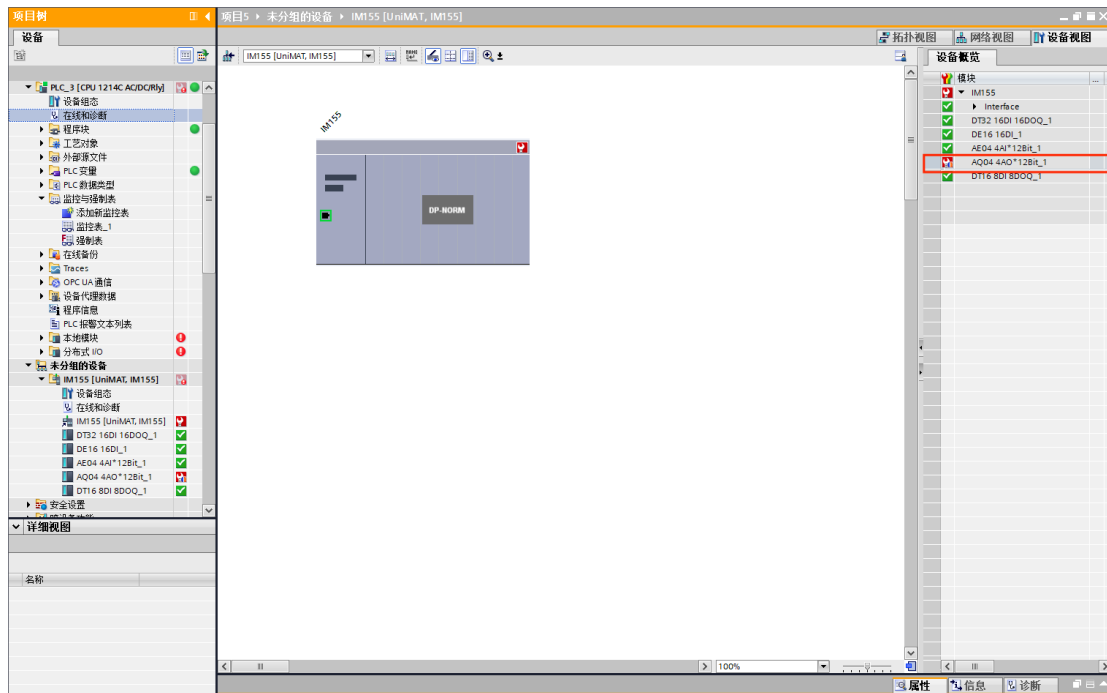 项目树
项目5 ▸ 未分组的设备 ▸ IM155 [UniMAT, IM155]
设备
拓扑视图
网络视图
设备视图
IM155 [UniMAT, IM155]
设备概览
模块
...
IM155
Interface
DT32 16DI 16DOQ_1
DE16 16DI_1
AE04 4AI*12Bit_1
AQ04 4AO*12Bit_1
DT16 8DI 8DOQ_1
PLC_3 [CPU 1214C AC/DC/Rly]
设备组态
在线和诊断
程序块
工艺对象
外部源文件
PLC 变量
PLC 数据类型
监控与强制表
添加新监控表
监控表_1
强制表
在线备份
Traces
OPC UA 通信
设备代理数据
程序信息
PLC 报警文本列表
本地模块
分布式 I/O
未分组的设备
IM155 [UniMAT, IM155]
设备组态
在线和诊断
IM155 [UniMAT, IM155]
DT32 16DI 16DOQ_1
DE16 16DI_1
AE04 4AI*12Bit_1
AQ04 4AO*12Bit_1
DT16 8DI 8DOQ_1
安全设置
IM155
DP-NORM
详细视图
名称
100%
属性
信息
诊断